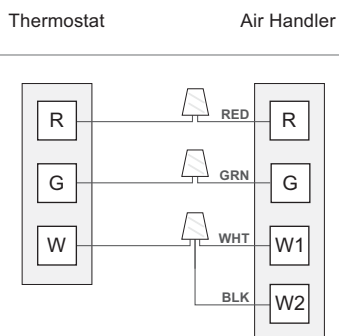 Thermostat Air Handler
R RED R
G GRN G
W WHT W1
BLK W2